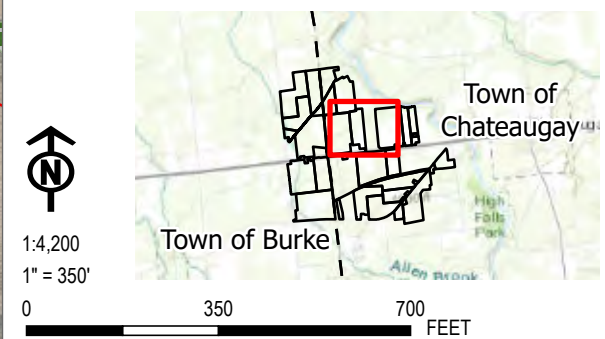 Town of
Chateaugay
High
Falls
Park
Town of Burke
Allen Brook
N
1:4,200
1" = 350'
0 350 700
FEET